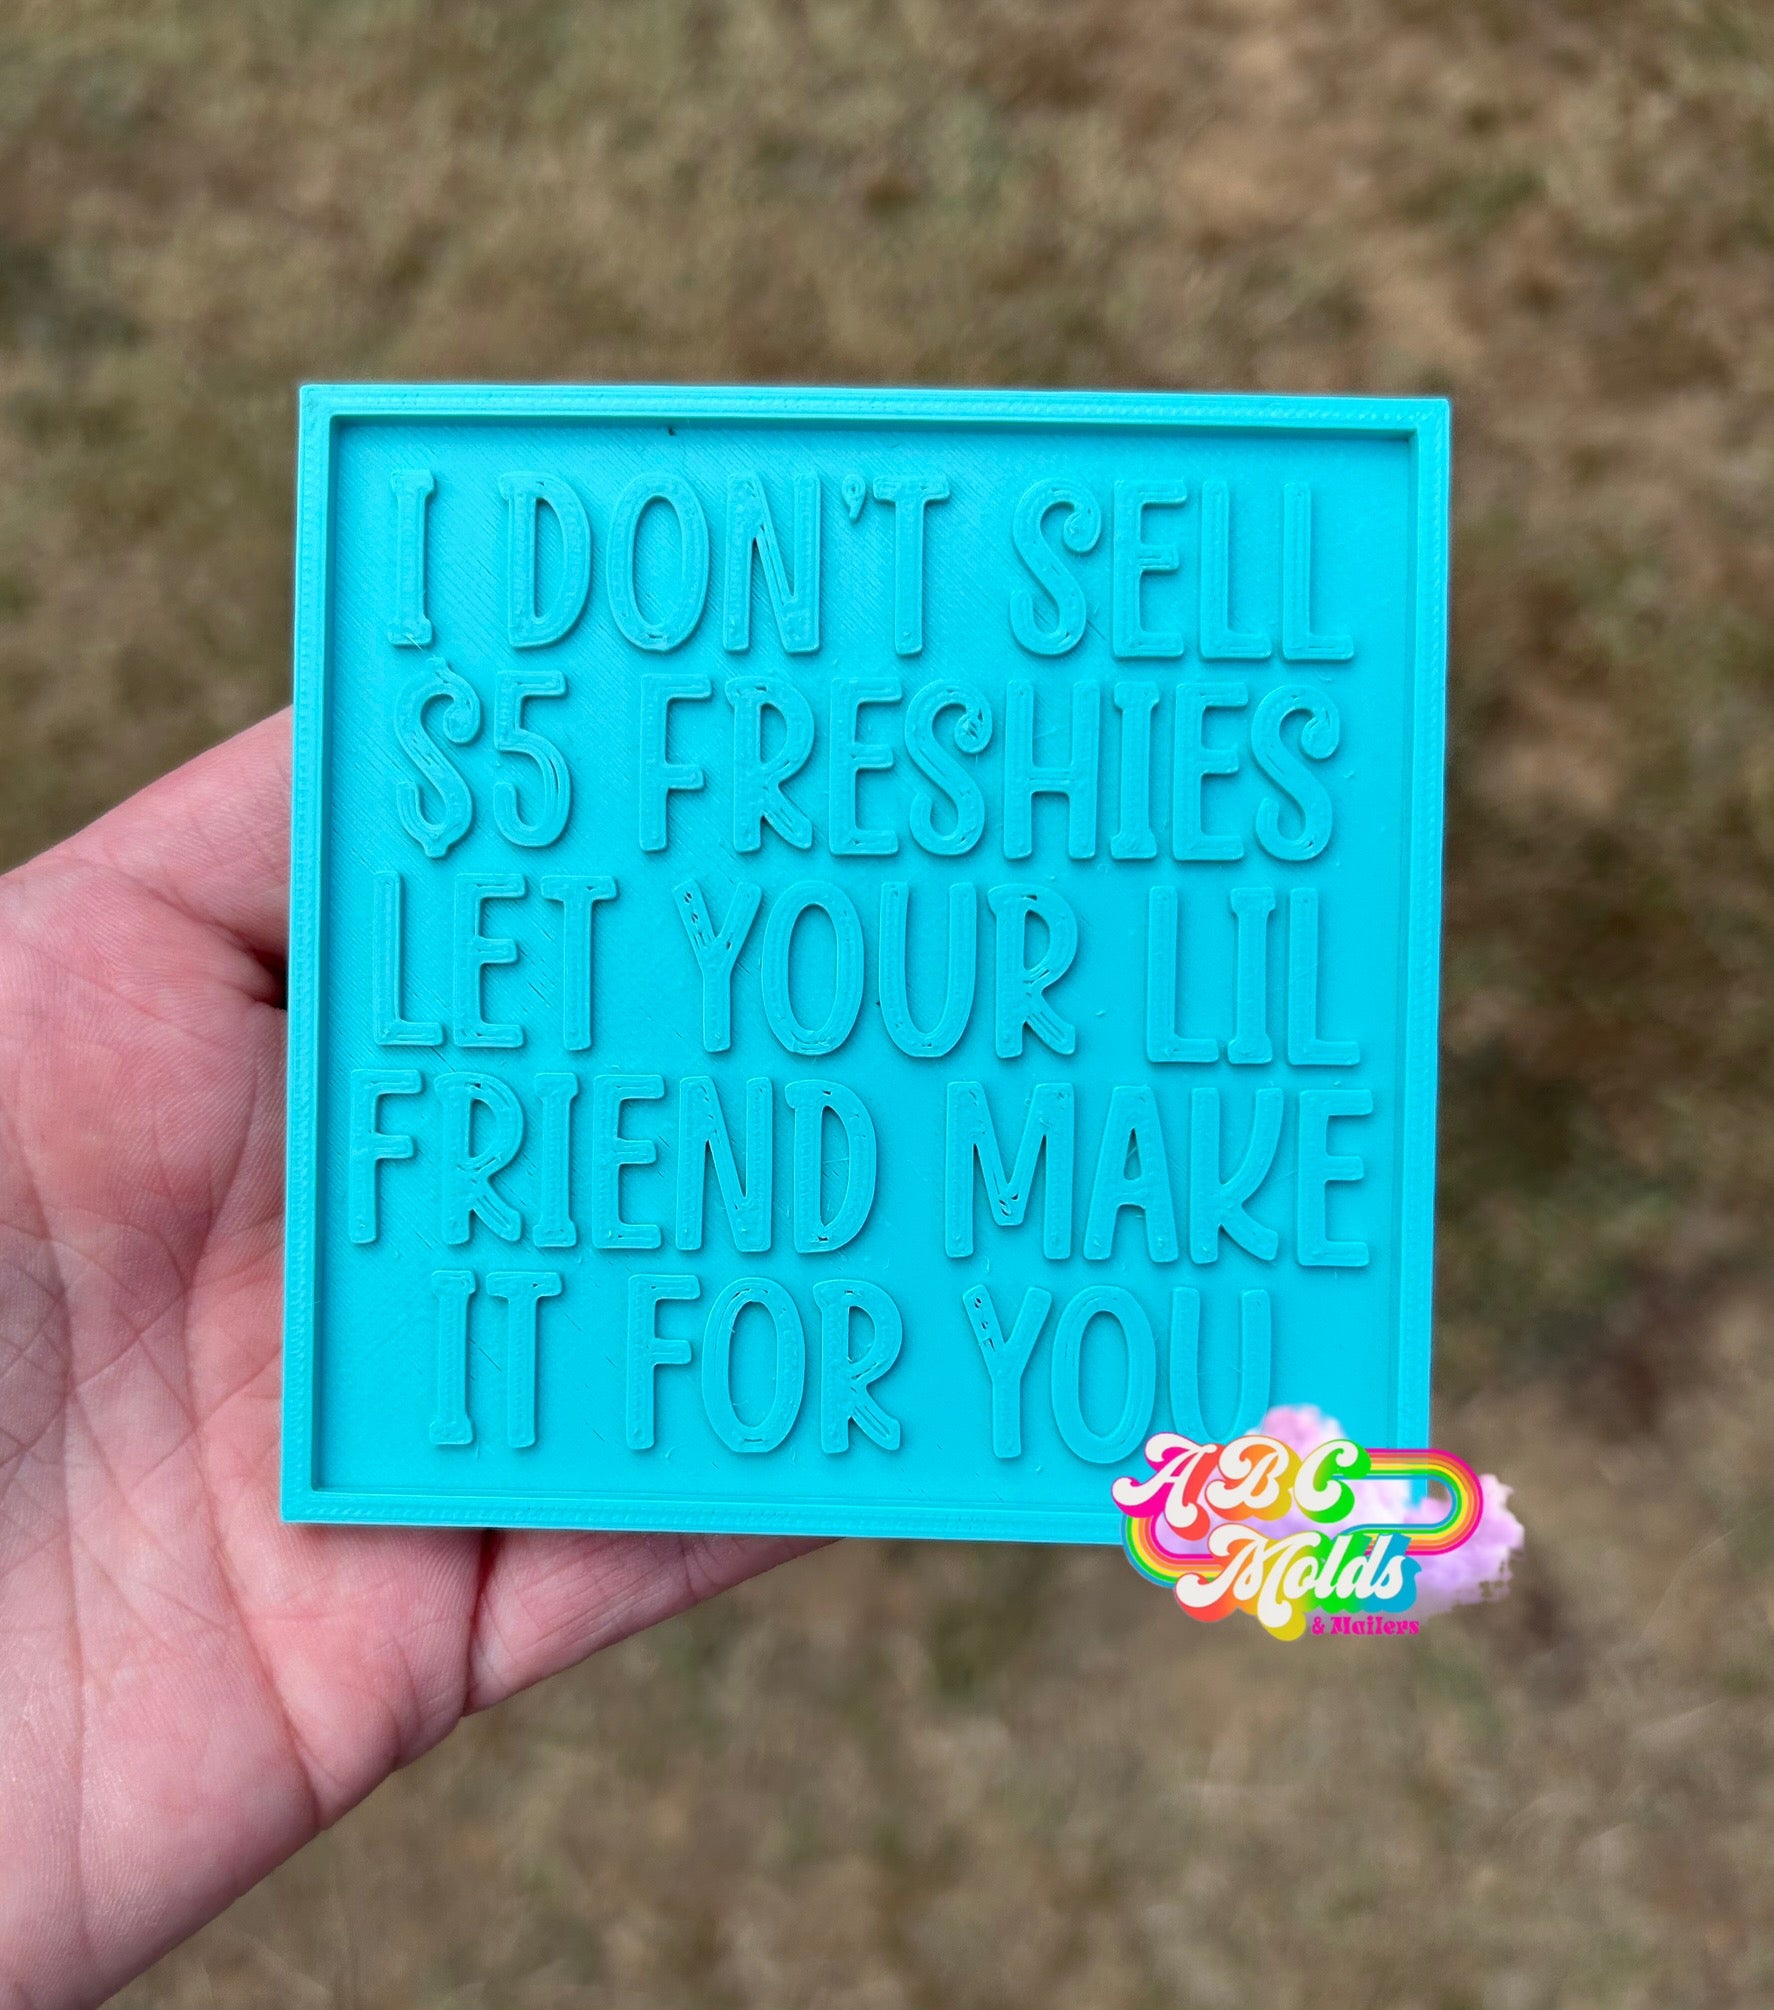 I DON'T SELL
$5 FRESHIES
LET YOUR LIL
FRIEND MAKE
IT FOR YOU
ABC
Molds
& Mailers